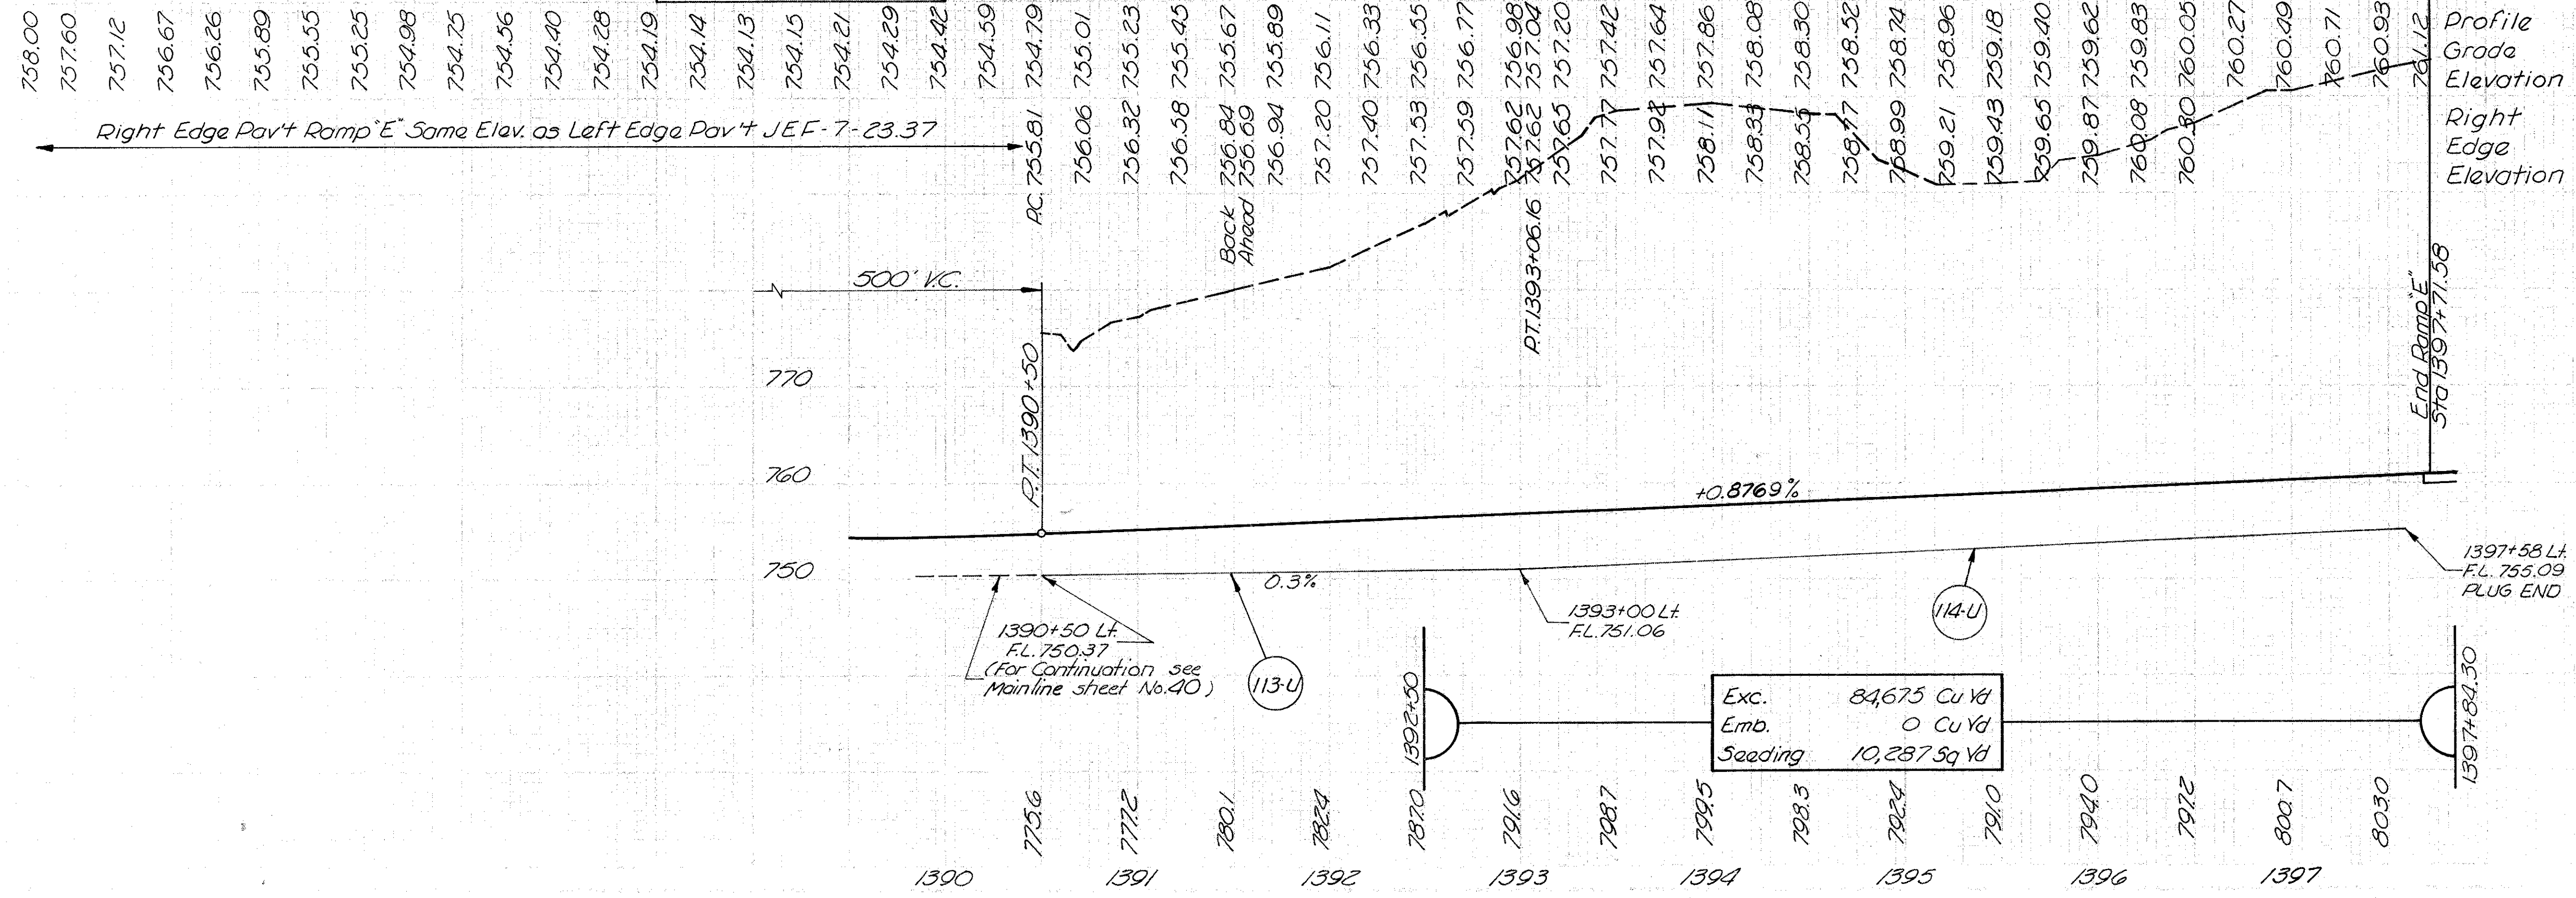 758.00 757.60 757.12 756.67 756.26 755.89 755.55 755.25 754.98 754.75 754.56 754.40 754.28 754.19 754.14 754.13 754.15 754.21 754.29 754.42 754.59 754.79 755.01 755.23 755.45 755.67 755.89 756.11 756.33 756.55 756.77 756.98 757.04 757.20 757.42 757.64 757.86 758.08 758.30 758.52 758.74 758.96 759.18 759.40 759.62 759.83 760.05 760.27 760.49 760.71 760.93 761.12
Profile
Grade
Elevation
Right Edge Pav't Ramp "E" Same Elev. as Left Edge Pav't JEF-7-23.37
P.C. 755.81 756.06 756.32 756.58 Back 756.84 Ahead 756.69 756.94 757.20 757.40 757.53 757.59 757.62 757.62 757.65 757.77 757.92 758.11 758.33 758.55 758.77 758.99 759.21 759.43 759.65 759.87 760.08 760.30
Right
Edge
Elevation
P.T. 1393+06.16
500' V.C.
P.T. 1390+50
End Ramp "E"
Sta 1397+71.58
770
760
750
+0.8769%
0.3%
1390+50 Lt.
F.L. 750.37
(For Continuation see
Mainline sheet No.40)
113-U
1393+00 Lt.
F.L. 751.06
114-U
1397+58 Lt.
F.L. 755.09
PLUG END
1392+50
Exc. 84,675 Cu Yd
Emb. 0 Cu Yd
Seeding 10,287 Sq Yd
1397+84.30
775.6 777.2 780.1 782.4 787.0 791.6 798.7 799.5 798.3 792.4 791.0 794.0 797.2 800.7 803.0
1390 1391 1392 1393 1394 1395 1396 1397